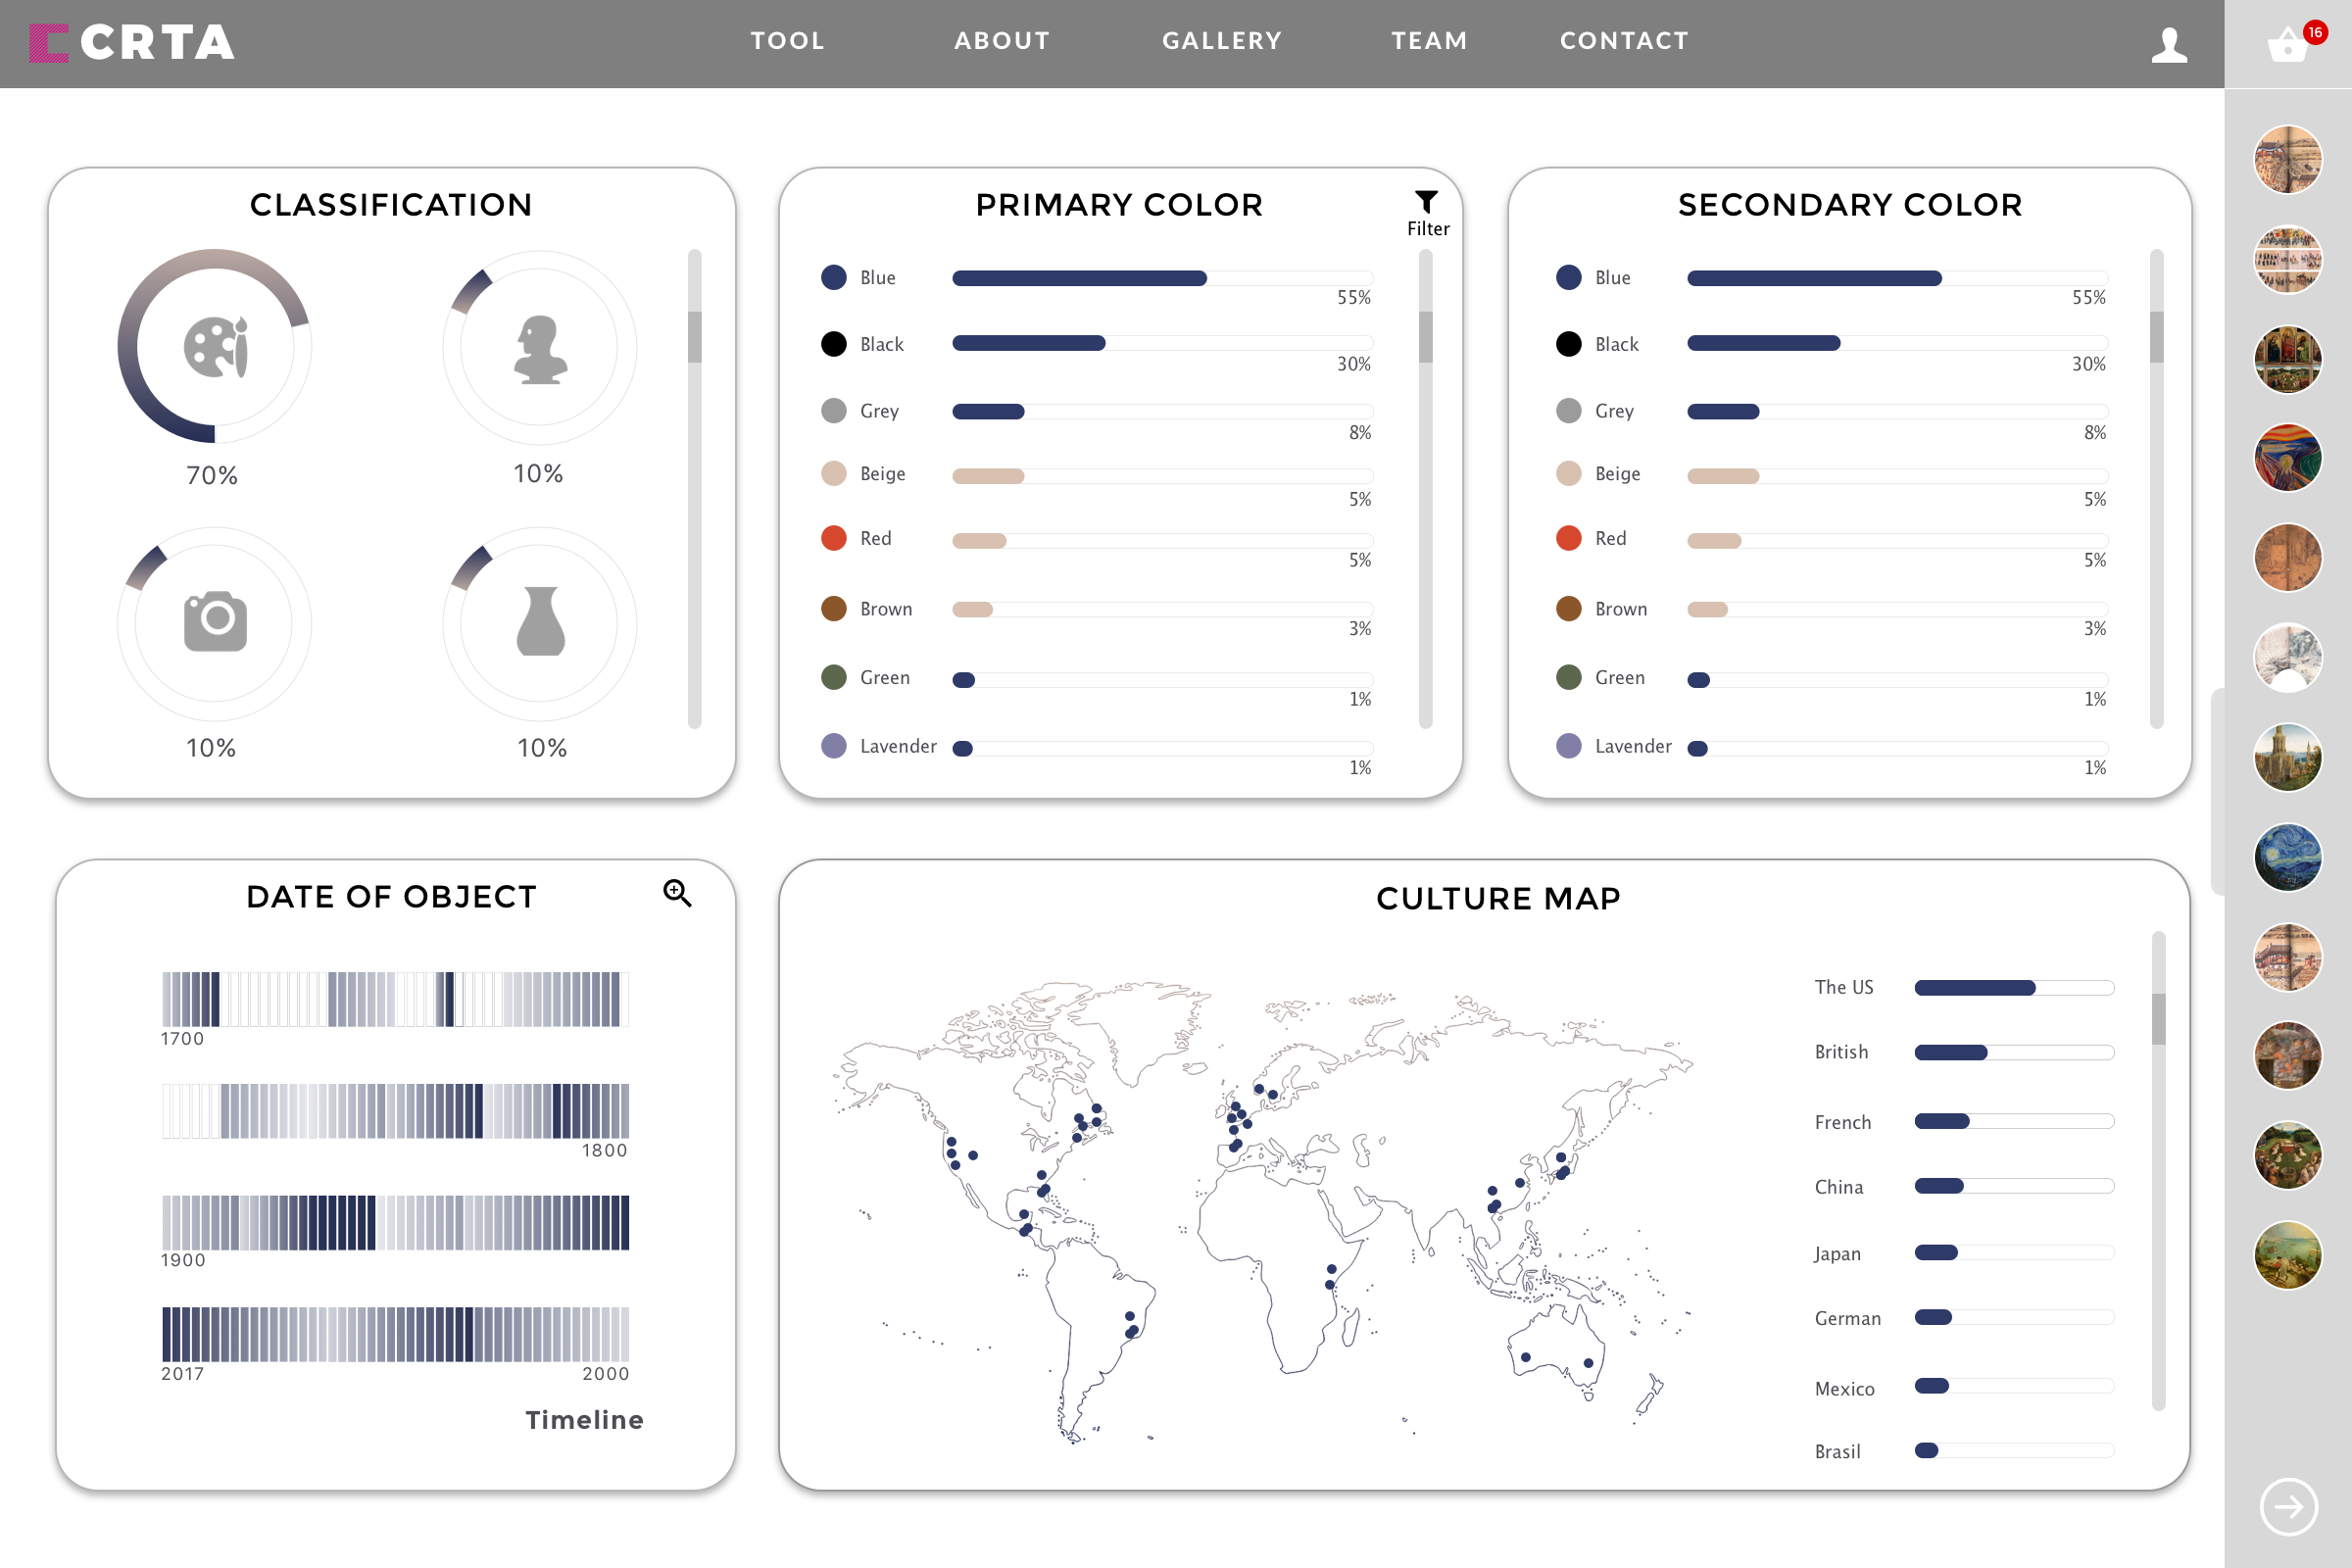 CRTA
TOOL ABOUT GALLERY TEAM CONTACT
16
CLASSIFICATION
70%
10%
10%
10%
PRIMARY COLOR
Filter
Blue
55%
Black
30%
Grey
8%
Beige
5%
Red
5%
Brown
3%
Green
1%
Lavender
1%
SECONDARY COLOR
Blue
55%
Black
30%
Grey
8%
Beige
5%
Red
5%
Brown
3%
Green
1%
Lavender
1%
DATE OF OBJECT
1700
1800
1900
2017 2000
Timeline
CULTURE MAP
The US
British
French
China
Japan
German
Mexico
Brasil